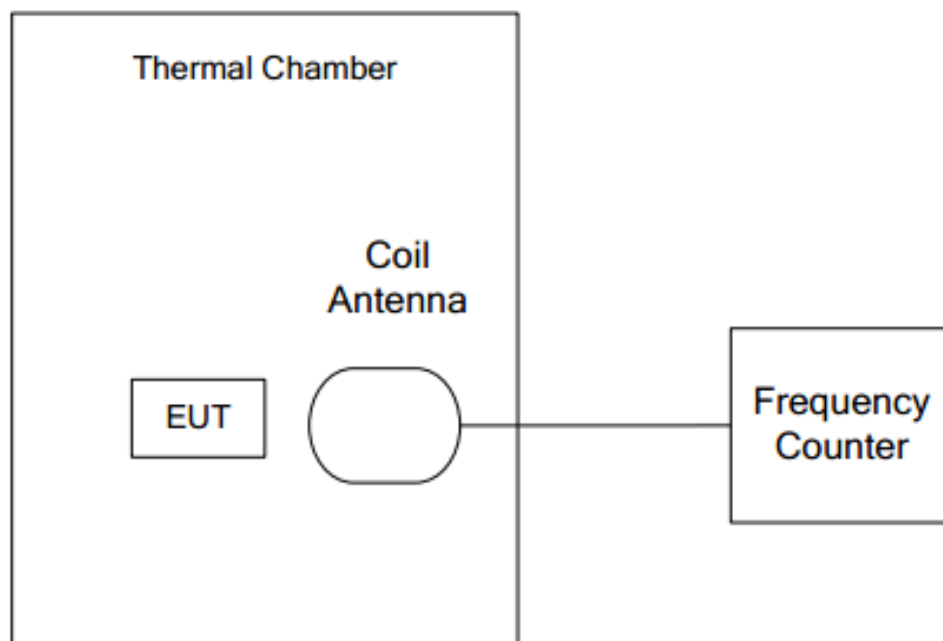 Thermal Chamber
Coil
Antenna
EUT
Frequency
Counter